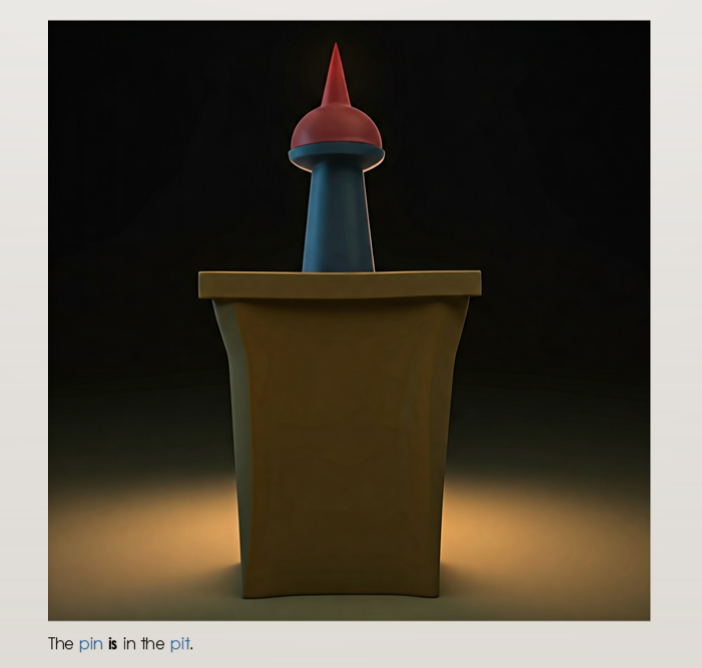 The pin is in the pit.